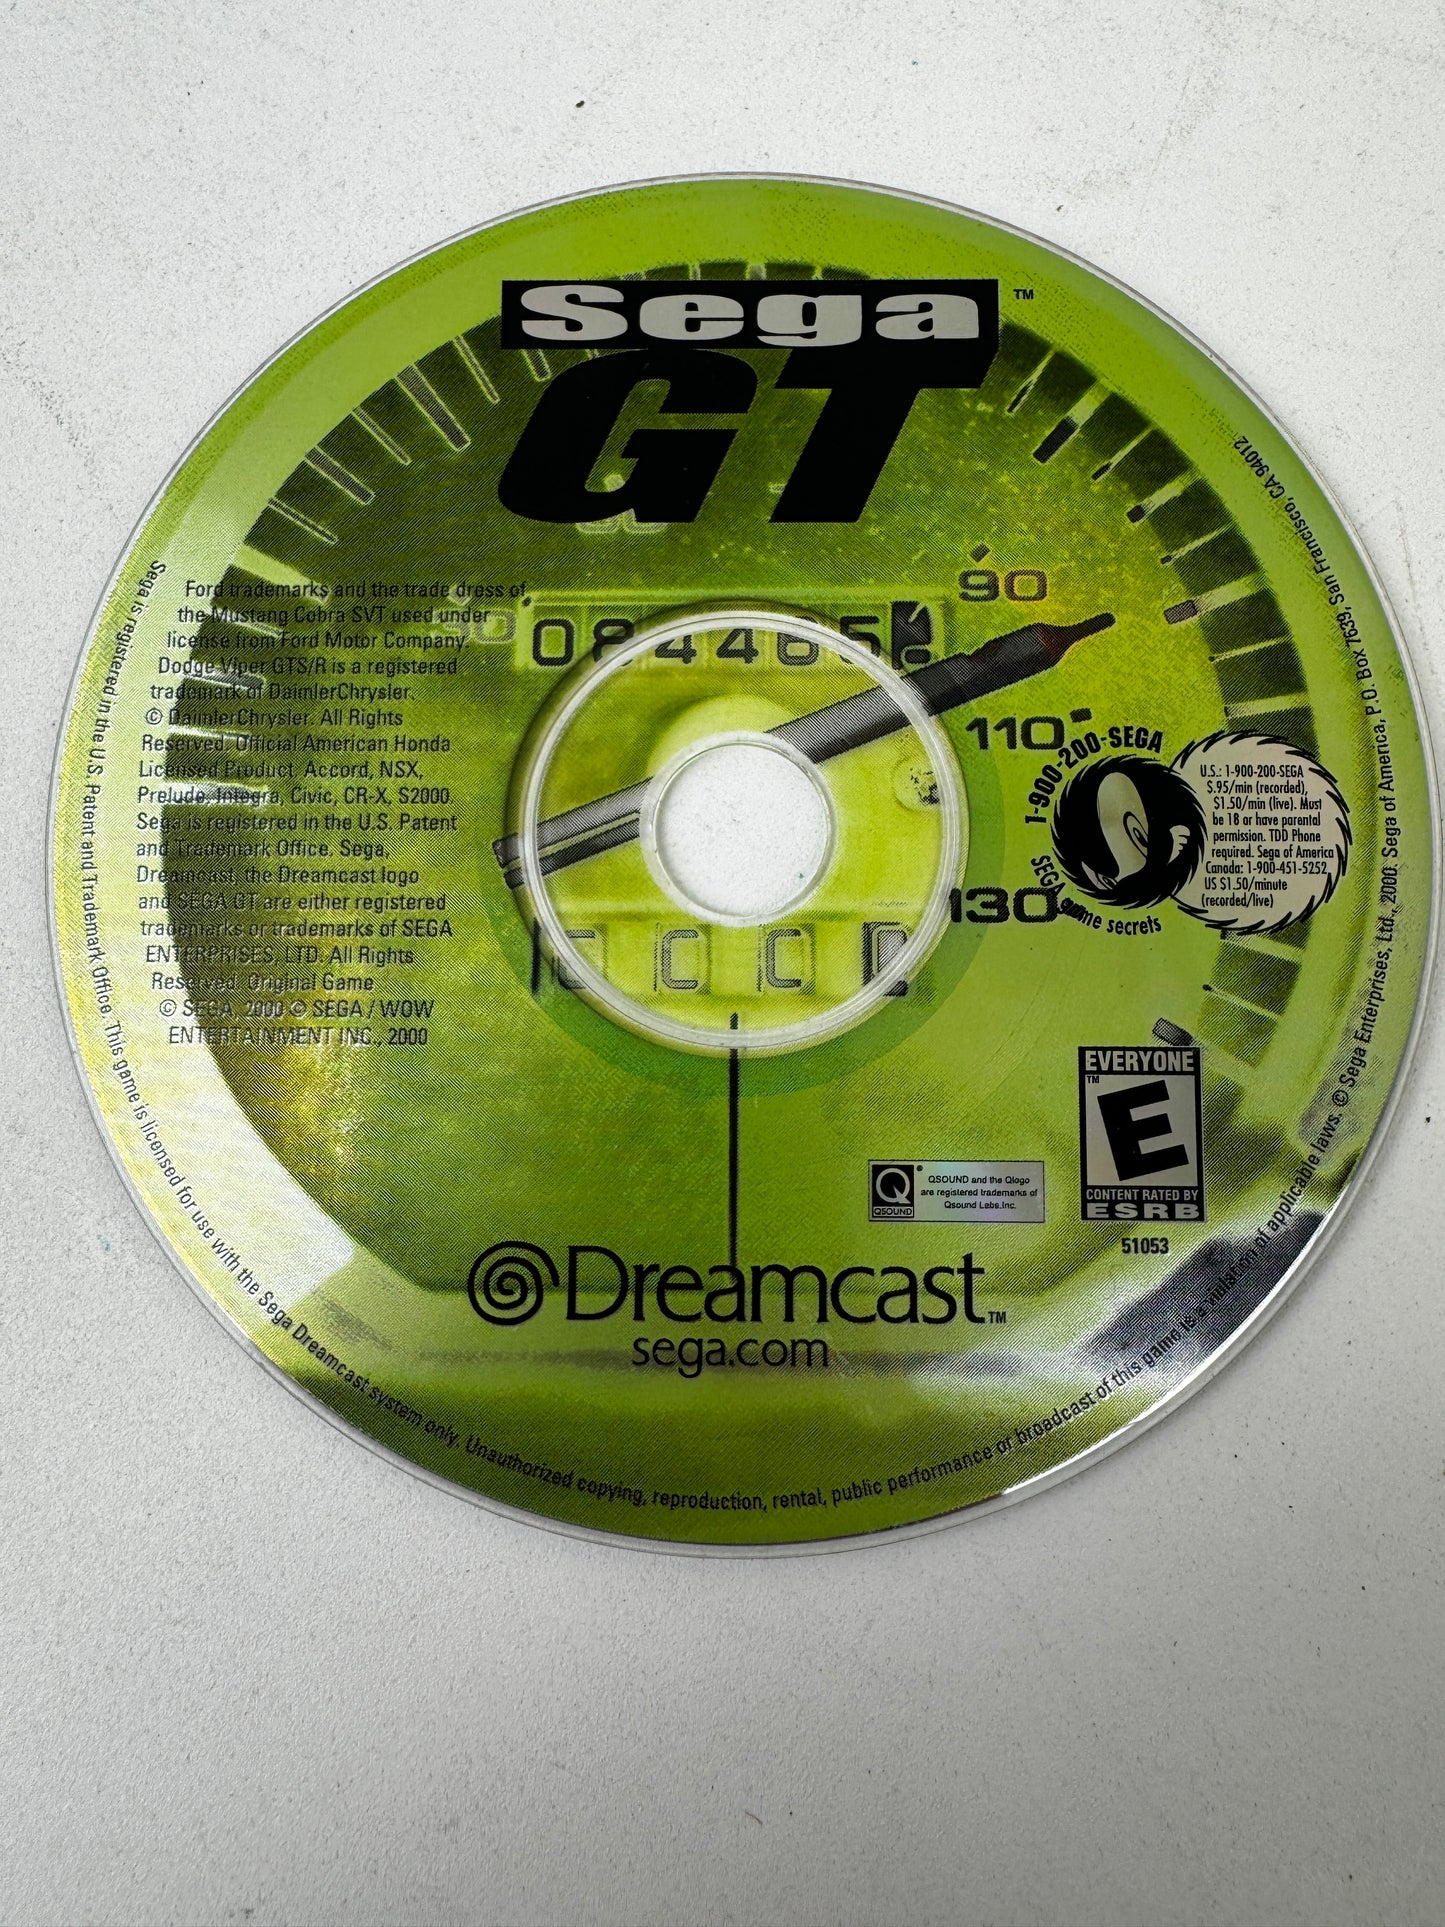 Sega™
GT
Ford trademarks and the trade dress of
the Mustang Cobra SVT used under
license from Ford Motor Company.
Dodge Viper GTS/R is a registered
trademark of DaimlerChrysler.
© DaimlerChrysler. All Rights
Reserved. Official American Honda
Licensed Product. Accord, NSX,
Prelude, Integra, Civic, CR-X, S2000.
Sega is registered in the U.S. Patent
and Trademark Office. Sega,
Dreamcast, the Dreamcast logo
and SEGA GT are either registered
trademarks or trademarks of SEGA
ENTERPRISES, LTD. All Rights
Reserved. Original Game
© SEGA, 2000 © SEGA / WOW
ENTERTAINMENT INC., 2000
084465
90
110
130
1-900-200-SEGA
SEGA game secrets
U.S.: 1-900-200-SEGA
$.95/min (recorded),
$1.50/min (live). Must
be 18 or have parental
permission. TDD Phone
required. Sega of America
Canada: 1-900-451-5252
US $1.50/minute
(recorded/live)
EVERYONE
™
E
CONTENT RATED BY
ESRB
51053
Q
QSOUND
QSOUND and the Qlogo
are registered trademarks of
Qsound Labs.Inc.
Dreamcast™
sega.com
Sega is registered in the U.S. Patent and Trademark Office. This game is licensed for use with the Sega Dreamcast system only. Unauthorized copying, reproduction, rental, public performance or broadcast of this game is a violation of applicable laws. © Sega Enterprises, Ltd., 2000. Sega of America, P.O. Box 7639, San Francisco, CA 94012